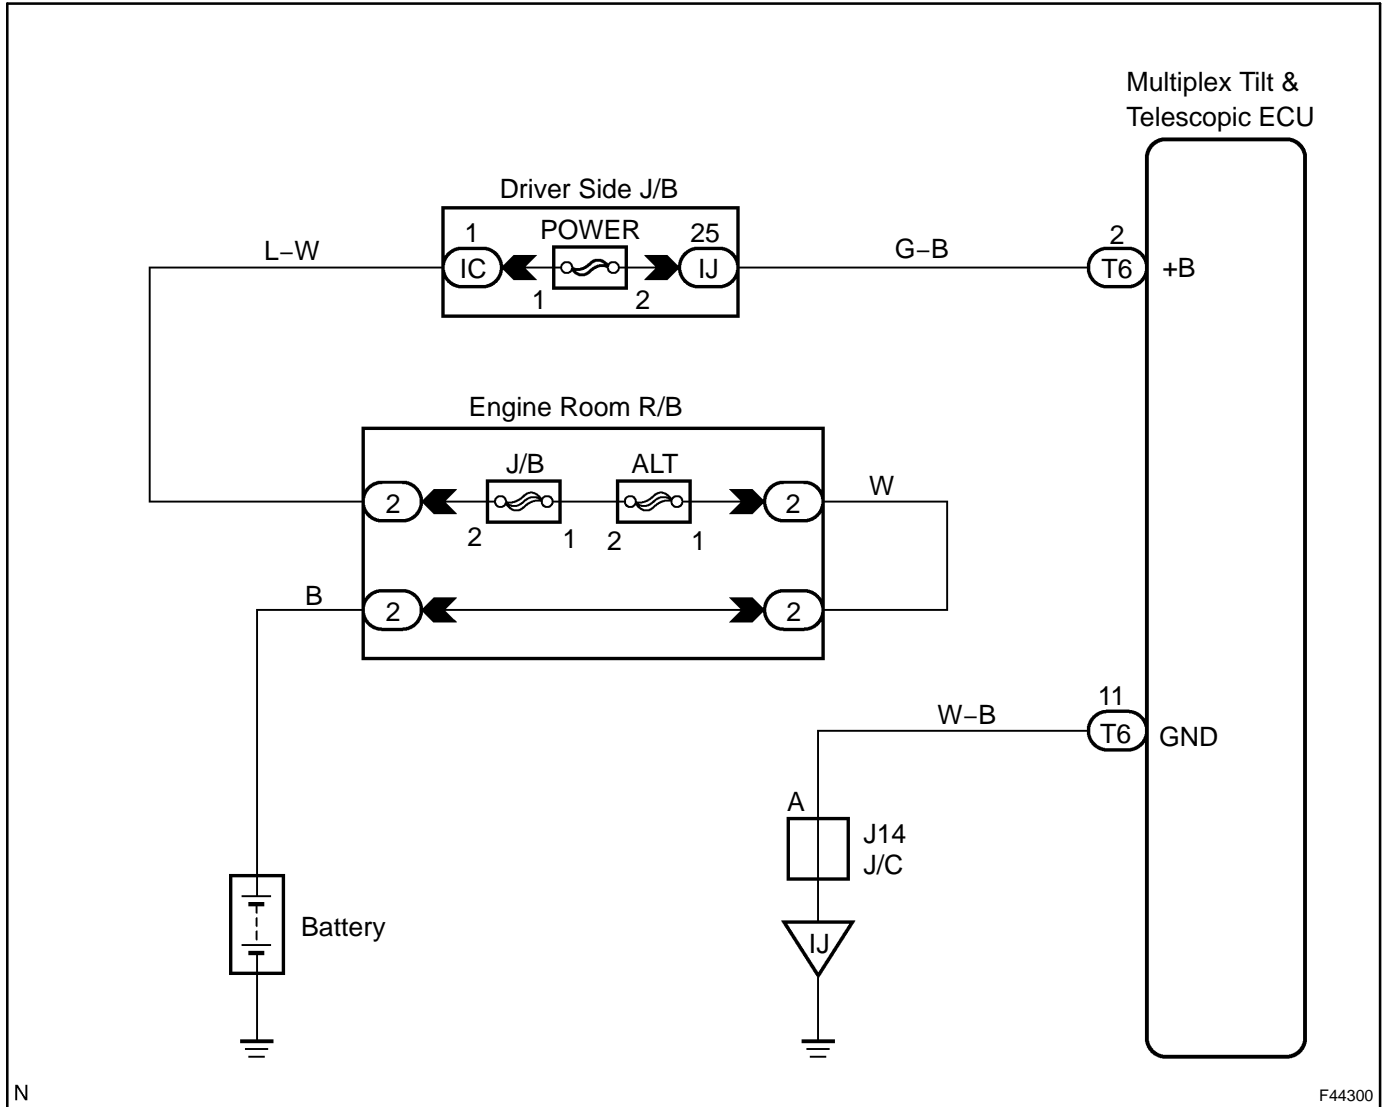 Multiplex Tilt &
Telescopic ECU
Driver Side J/B
1
POWER
25
L–W
IC
IJ
G–B
2
T6
+B
1
2
Engine Room R/B
J/B
ALT
2
2
W
2
1
2
1
B
2
2
11
W–B
T6
GND
A
J14
J/C
Battery
IJ
N
F44300